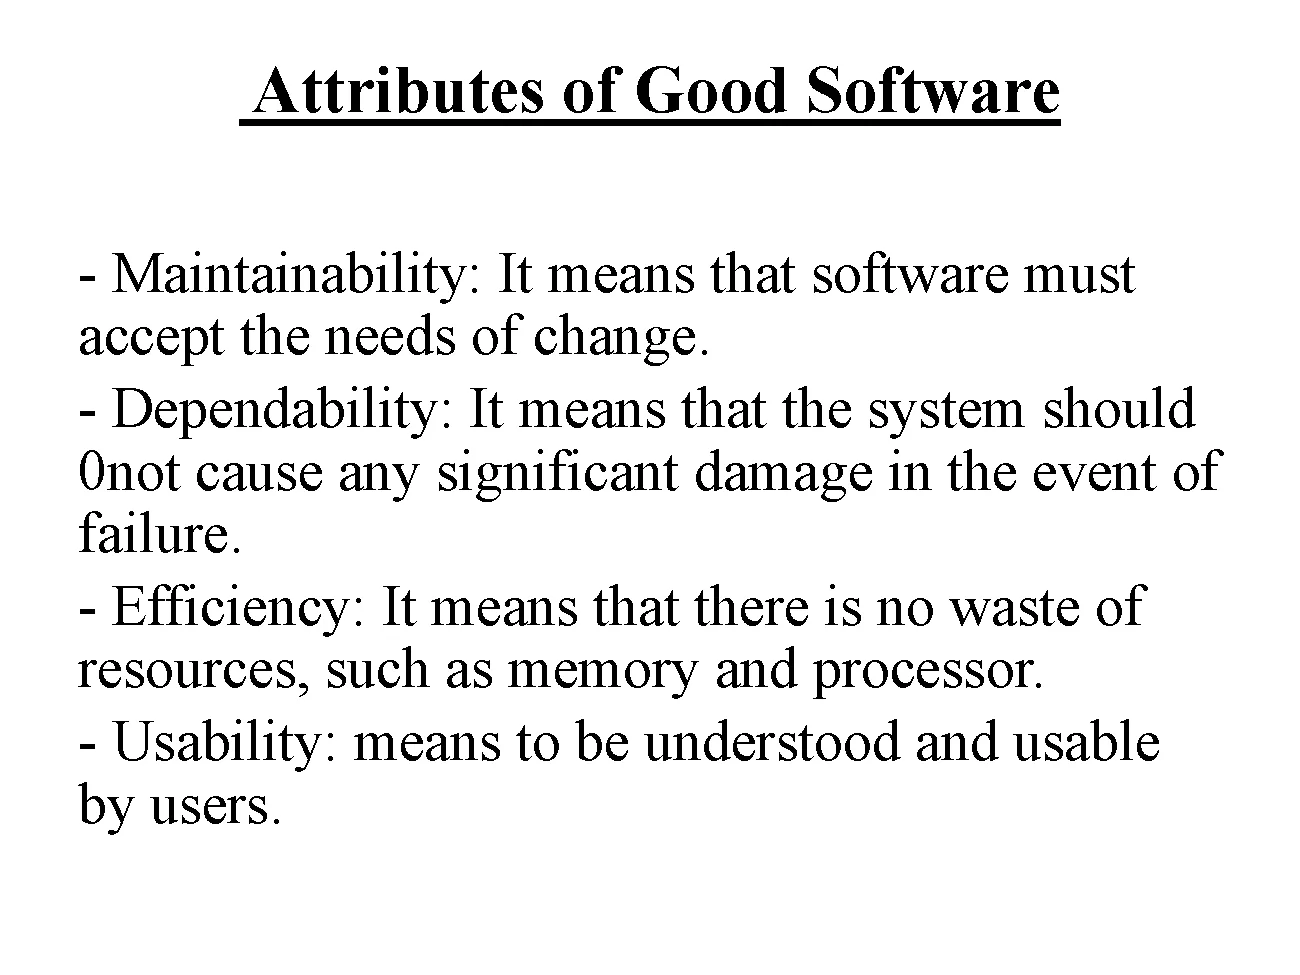 Attributes of Good Software
- Maintainability: It means that software must
accept the needs of change.
- Dependability: It means that the system should
0not cause any significant damage in the event of
failure.
- Efficiency: It means that there is no waste of
resources, such as memory and processor.
- Usability: means to be understood and usable
by users.